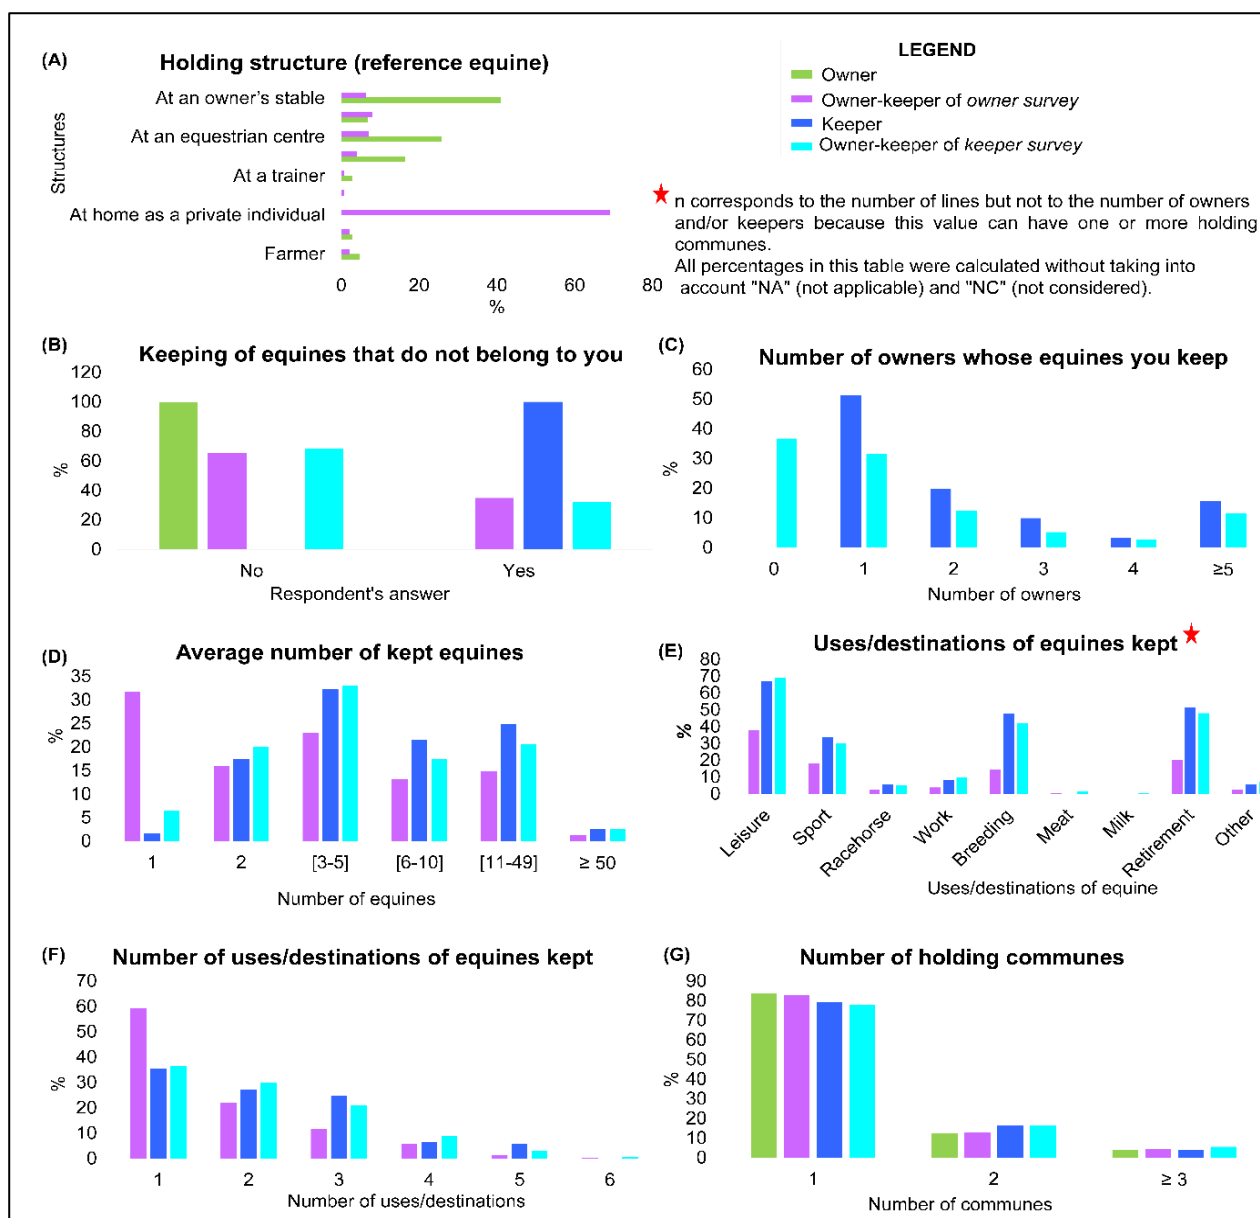 (A)
Holding structure (reference equine)
Structures
At an owner's stable
At an equestrian centre
At a trainer
At home as a private individual
Farmer
0 20 40 60 80
%
LEGEND
Owner
Owner-keeper of owner survey
Keeper
Owner-keeper of keeper survey
n corresponds to the number of lines but not to the number of owners
and/or keepers because this value can have one or more holding
communes.
All percentages in this table were calculated without taking into
account "NA" (not applicable) and "NC" (not considered).
(B)
Keeping of equines that do not belong to you
120
100
80
60
40
20
0
%
No Yes
Respondent's answer
(C)
Number of owners whose equines you keep
60
50
40
30
20
10
0
%
0 1 2 3 4 ≥5
Number of owners
(D)
Average number of kept equines
35
30
25
20
15
10
5
0
%
1 2 [3-5] [6-10] [11-49] ≥ 50
Number of equines
(E)
Uses/destinations of equines kept
80
70
60
50
40
30
20
10
0
%
Leisure Sport Racehorse Work Breeding Meat Milk Retirement Other
Uses/destinations of equine
(F)
Number of uses/destinations of equines kept
70
60
50
40
30
20
10
0
%
1 2 3 4 5 6
Number of uses/destinations
(G)
Number of holding communes
90
80
70
60
50
40
30
20
10
0
%
1 2 ≥ 3
Number of communes